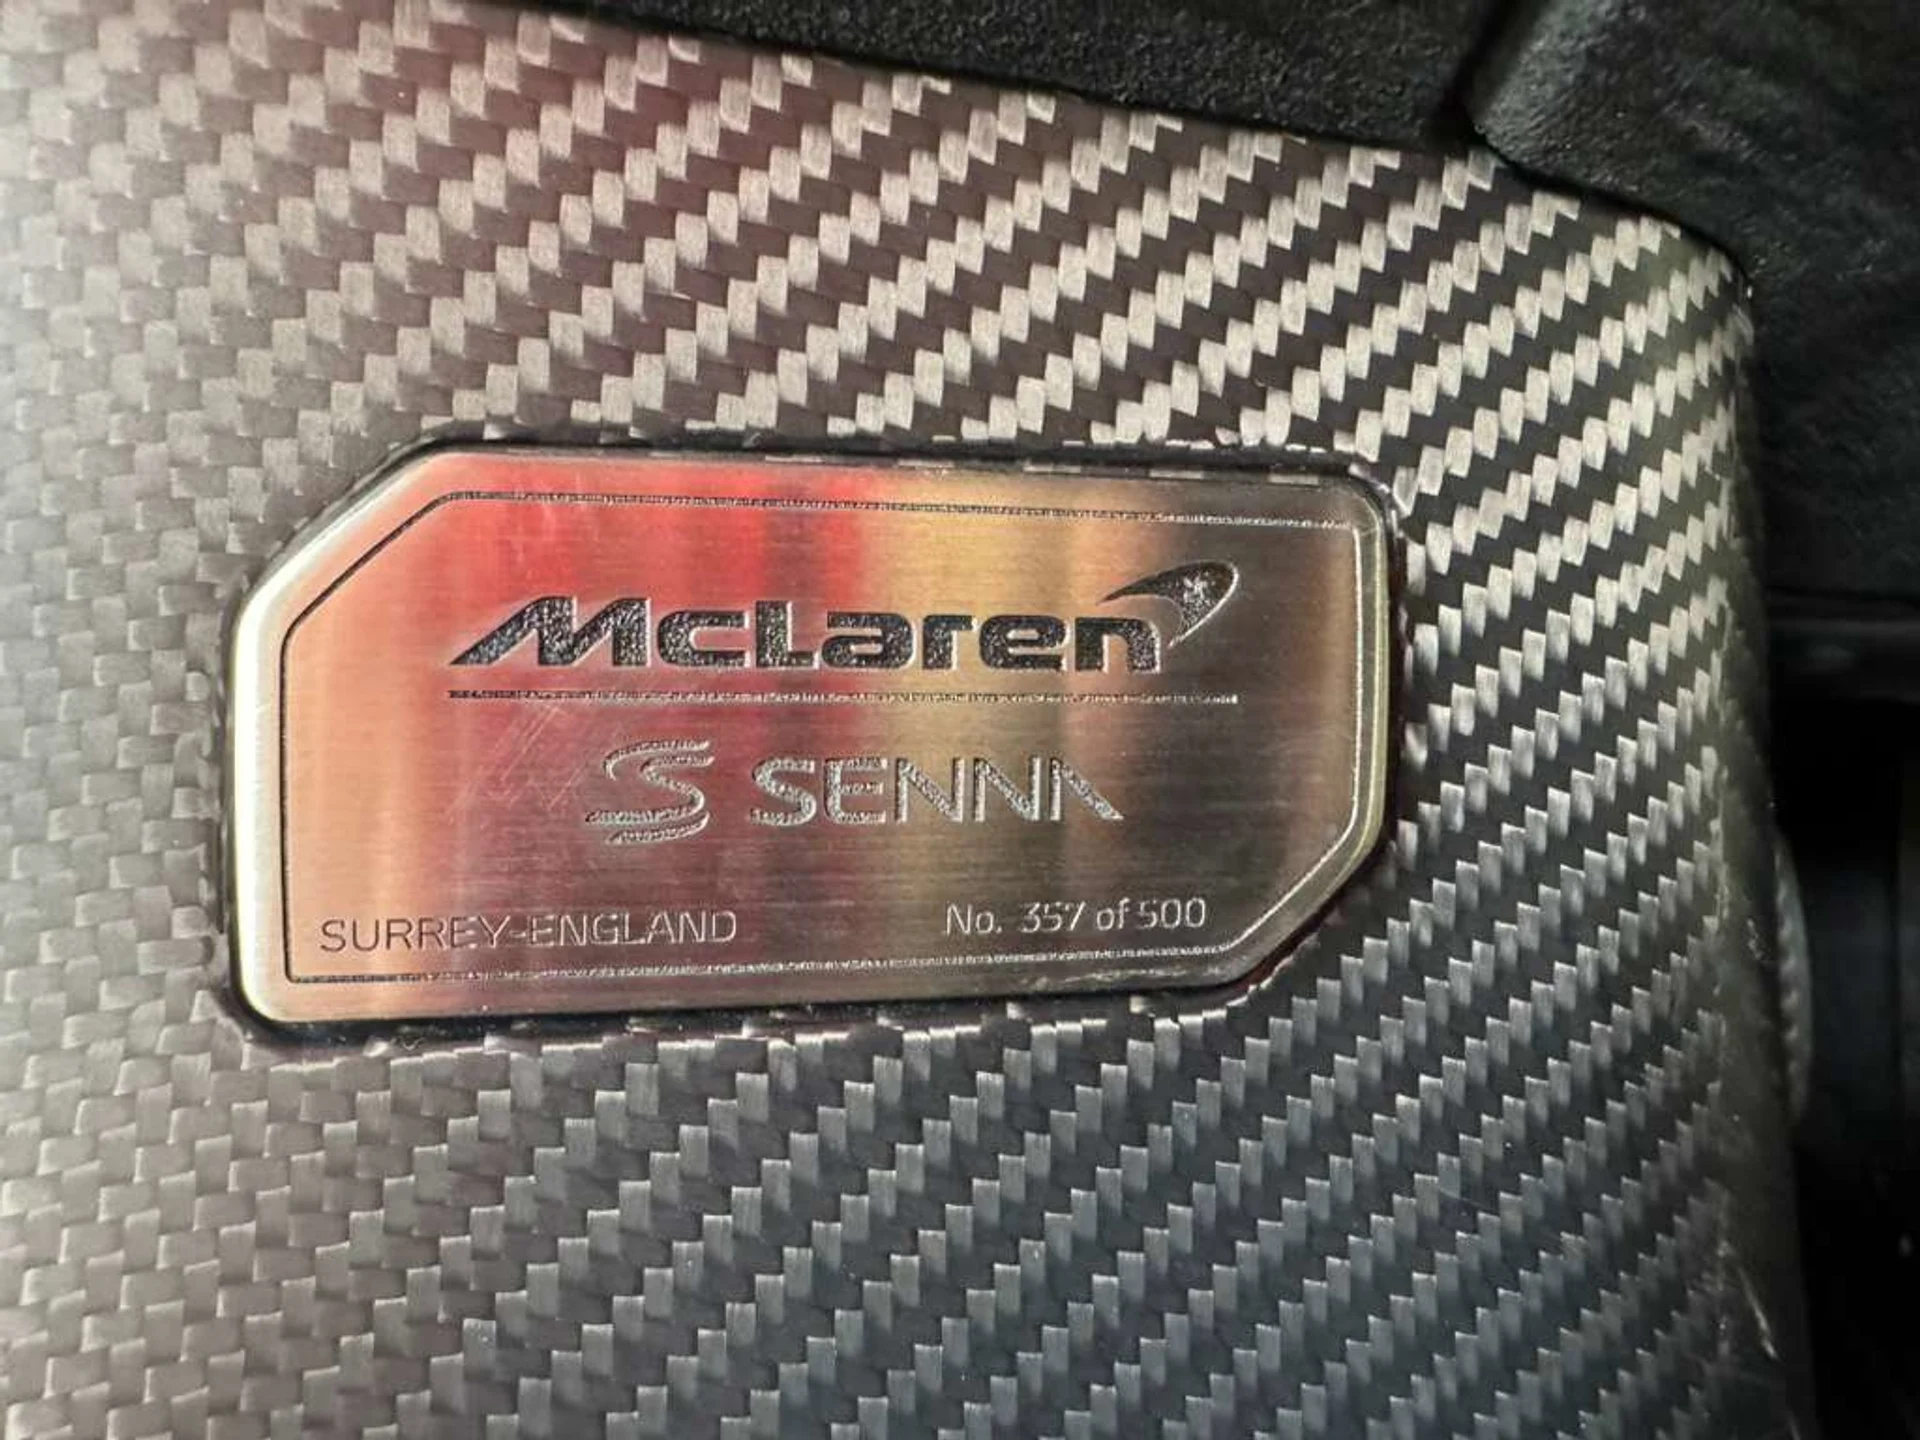 McLaren
SENNA
SURREY-ENGLAND
No. 357 of 500